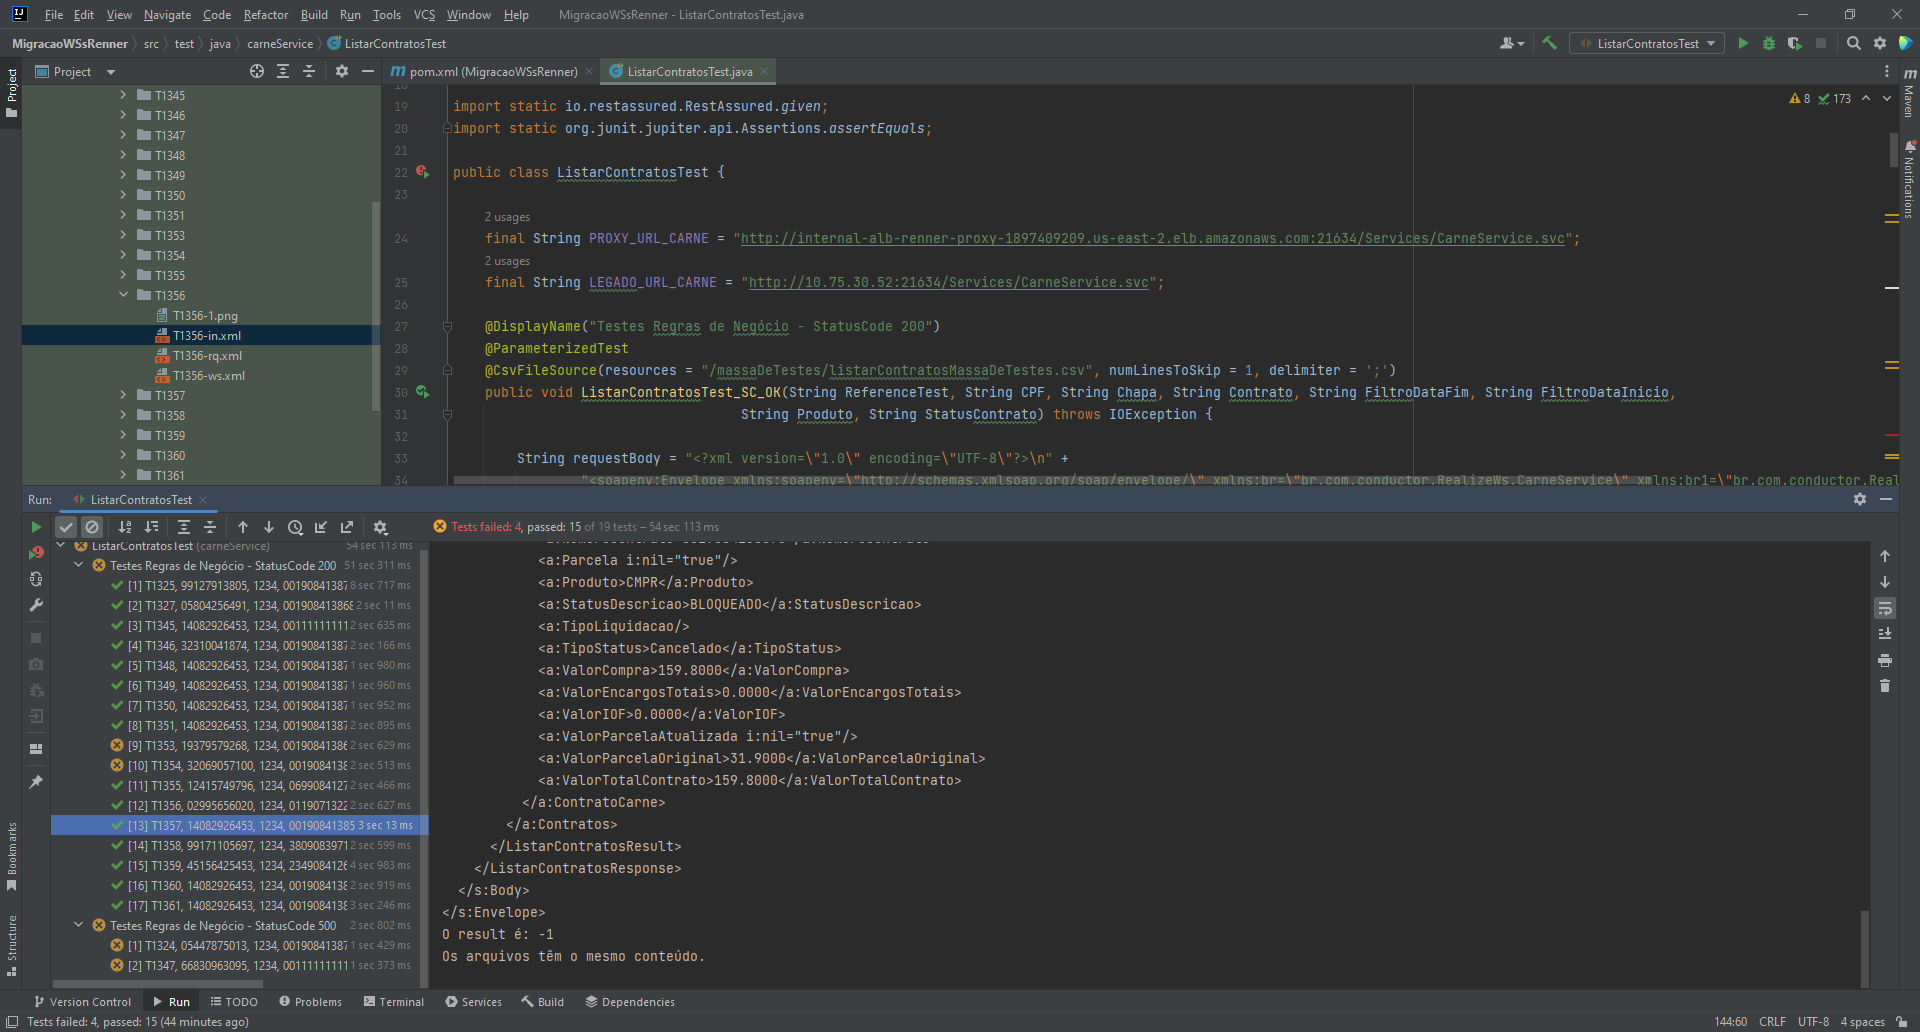 File Edit View Navigate Code Refactor Build Run Tools VCS Window Help MigracaoWSsRenner - ListarContratosTest.java
MigracaoWSsRenner src test java carneService ListarContratosTest
ListarContratosTest
Project
pom.xml (MigracaoWSsRenner)
ListarContratosTest.java
Project
Maven
Notifications
Bookmarks
Structure
T1345
T1346
T1347
T1348
T1349
T1350
T1351
T1353
T1354
T1355
T1356
T1356-1.png
T1356-in.xml
T1356-rq.xml
T1356-ws.xml
T1357
T1358
T1359
T1360
T1361
8 173
18
19 import static io.restassured.RestAssured.given;
20 import static org.junit.jupiter.api.Assertions.assertEquals;
21
22 public class ListarContratosTest {
23
2 usages
24 final String PROXY_URL_CARNE = "http://internal-alb-renner-proxy-1897409209.us-east-2.elb.amazonaws.com:21634/Services/CarneService.svc";
2 usages
25 final String LEGADO_URL_CARNE = "http://10.75.30.52:21634/Services/CarneService.svc";
26
27 @DisplayName("Testes Regras de Negócio - StatusCode 200")
28 @ParameterizedTest
29 @CsvFileSource(resources = "/massaDeTestes/listarContratosMassaDeTestes.csv", numLinesToSkip = 1, delimiter = ';')
30 public void ListarContratosTest_SC_OK(String ReferenceTest, String CPF, String Chapa, String Contrato, String FiltroDataFim, String FiltroDataInicio,
31 String Produto, String StatusContrato) throws IOException {
32
33 String requestBody = "<?xml version=\"1.0\" encoding=\"UTF-8\"?>\n" +
34 "<soapenv:Envelope xmlns:soapenv=\"http://schemas.xmlsoap.org/soap/envelope/\" xmlns:br=\"br.com.conductor.RealizeWs.CarneService\" xmlns:br1=\"br.com.conductor.Real
Run: ListarContratosTest
Tests failed: 4, passed: 15 of 19 tests – 54 sec 113 ms
ListarContratosTest (carneService) 54 sec 113 ms
Testes Regras de Negócio - StatusCode 200 51 sec 311 ms
[1] T1325, 99127913805, 1234, 00190841387 8 sec 717 ms
[2] T1327, 05804256491, 1234, 001908413868 2 sec 11 ms
[3] T1345, 14082926453, 1234, 00111111111 2 sec 635 ms
[4] T1346, 32310041874, 1234, 00190841387 2 sec 166 ms
[5] T1348, 14082926453, 1234, 00190841387 1 sec 980 ms
[6] T1349, 14082926453, 1234, 00190841387 1 sec 960 ms
[7] T1350, 14082926453, 1234, 00190841387 1 sec 952 ms
[8] T1351, 14082926453, 1234, 00190841387 2 sec 895 ms
[9] T1353, 19379579268, 1234, 00190841386 2 sec 629 ms
[10] T1354, 32069057100, 1234, 0019084138 2 sec 513 ms
[11] T1355, 12415749796, 1234, 0699084127 2 sec 466 ms
[12] T1356, 02995656020, 1234, 0119071322 2 sec 627 ms
[13] T1357, 14082926453, 1234, 00190841385 3 sec 13 ms
[14] T1358, 99171105697, 1234, 3809083971 2 sec 599 ms
[15] T1359, 45156425453, 1234, 2349084126 4 sec 983 ms
[16] T1360, 14082926453, 1234, 0019084138 2 sec 919 ms
[17] T1361, 14082926453, 1234, 0019084138 3 sec 246 ms
Testes Regras de Negócio - StatusCode 500 2 sec 802 ms
[1] T1324, 05447875013, 1234, 00190841387 1 sec 429 ms
[2] T1347, 66830963095, 1234, 00111111111 1 sec 373 ms
<a:Parcela i:nil="true"/>
<a:Produto>CMPR</a:Produto>
<a:StatusDescricao>BLOQUEADO</a:StatusDescricao>
<a:TipoLiquidacao/>
<a:TipoStatus>Cancelado</a:TipoStatus>
<a:ValorCompra>159.8000</a:ValorCompra>
<a:ValorEncargosTotais>0.0000</a:ValorEncargosTotais>
<a:ValorIOF>0.0000</a:ValorIOF>
<a:ValorParcelaAtualizada i:nil="true"/>
<a:ValorParcelaOriginal>31.9000</a:ValorParcelaOriginal>
<a:ValorTotalContrato>159.8000</a:ValorTotalContrato>
</a:ContratoCarne>
</a:Contratos>
</ListarContratosResult>
</ListarContratosResponse>
</s:Body>
</s:Envelope>
O result é: -1
Os arquivos têm o mesmo conteúdo.
Version Control Run TODO Problems Terminal Services Build Dependencies
Tests failed: 4, passed: 15 (44 minutes ago) 144:60 CRLF UTF-8 4 spaces